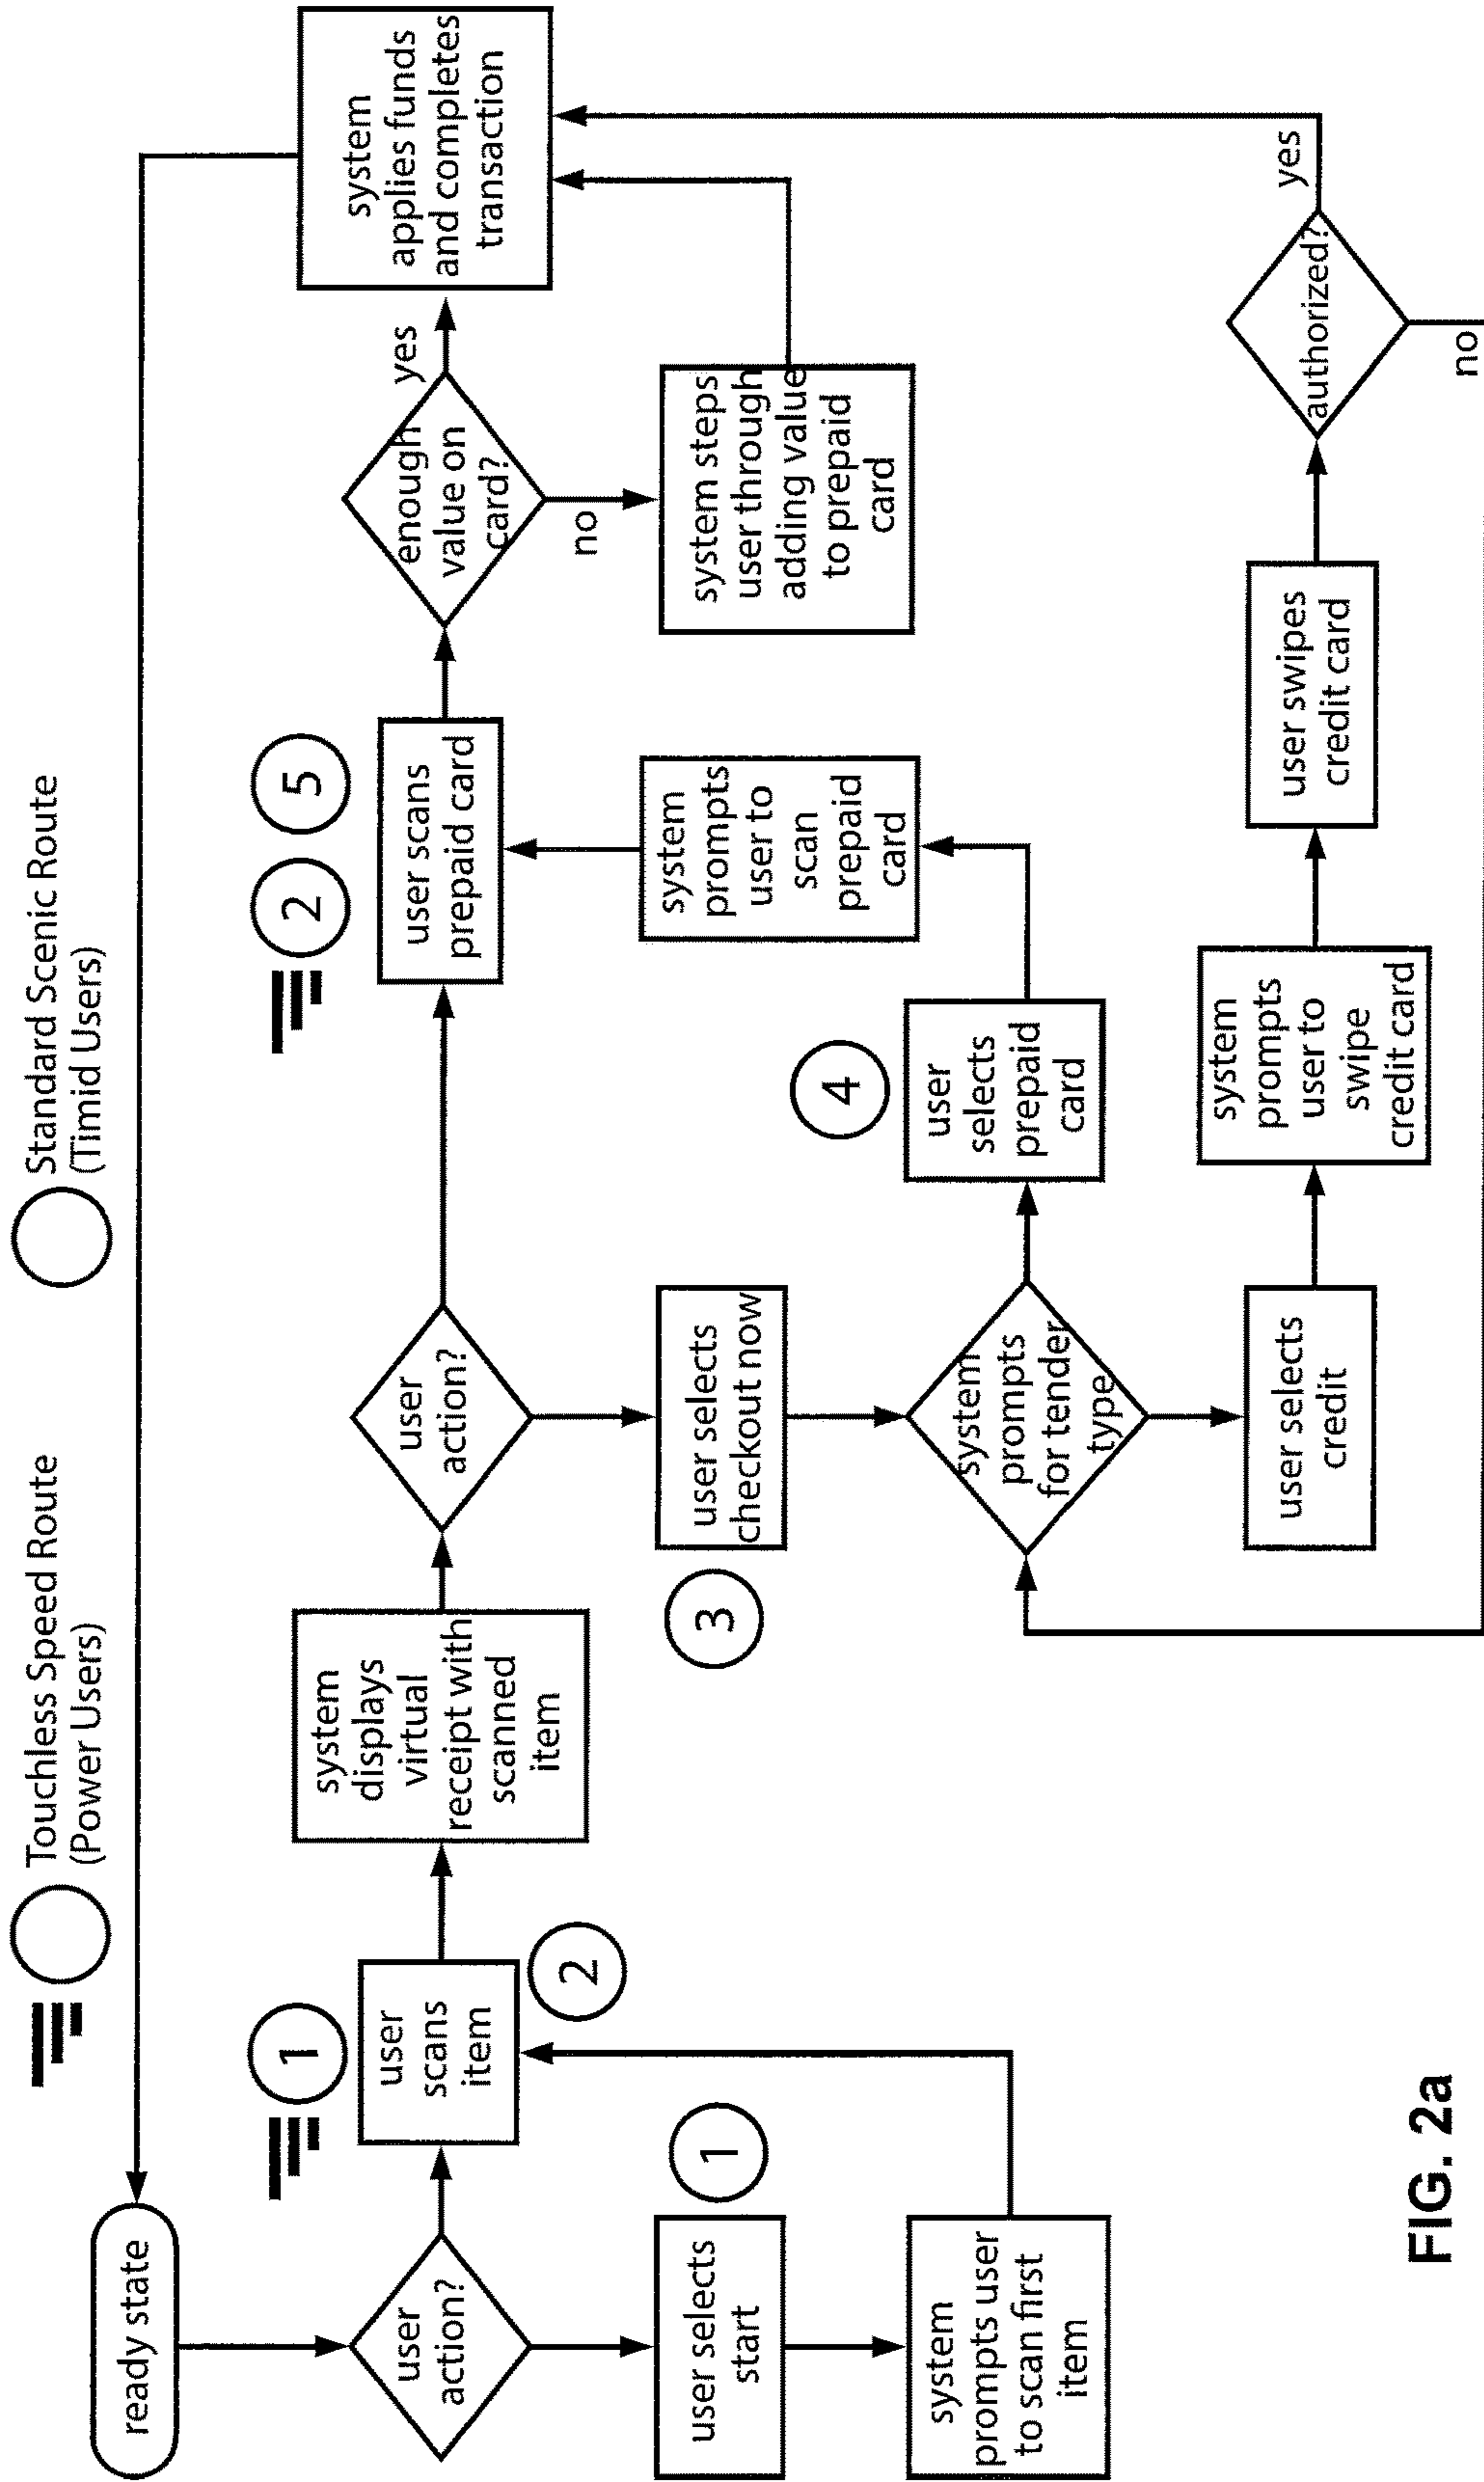 Touchless Speed Route
(Power Users)
Standard Scenic Route
(Timid Users)
ready state
user
action?
1
user
scans
item
2
user selects
start
1
system
prompts user
to scan first
item
system
displays
virtual
receipt with
scanned
item
user
action?
3
user selects
checkout now
system
prompts
for tender
type
4
user
selects
prepaid
card
system
prompts
user to
scan
prepaid
card
2
5
user scans
prepaid card
enough
value on
card?
yes
no
system steps
user through
adding value
to prepaid
card
system
applies funds
and completes
transaction
user selects
credit
system
prompts
user to
swipe
credit card
user swipes
credit card
authorized?
yes
no
FIG. 2a